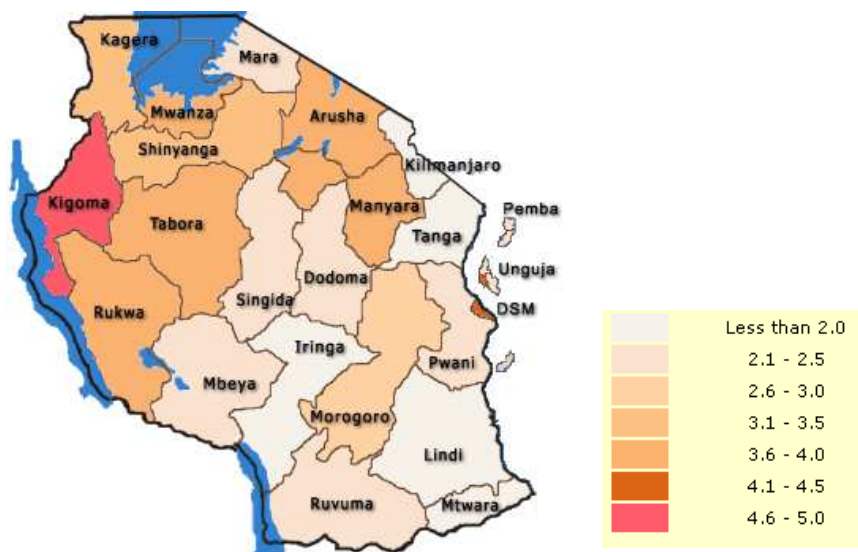 Kagera
Mara
Mwanza
Arusha
Shinyanga
Kilimanjaro
Kigoma
Manyara
Pemba
Tabora
Tanga
Unguja
Dodoma
Singida
Rukwa
DSM
Iringa
Pwani
Mbeya
Morogoro
Lindi
Ruvuma
Mtwara
Less than 2.0
2.1 - 2.5
2.6 - 3.0
3.1 - 3.5
3.6 - 4.0
4.1 - 4.5
4.6 - 5.0